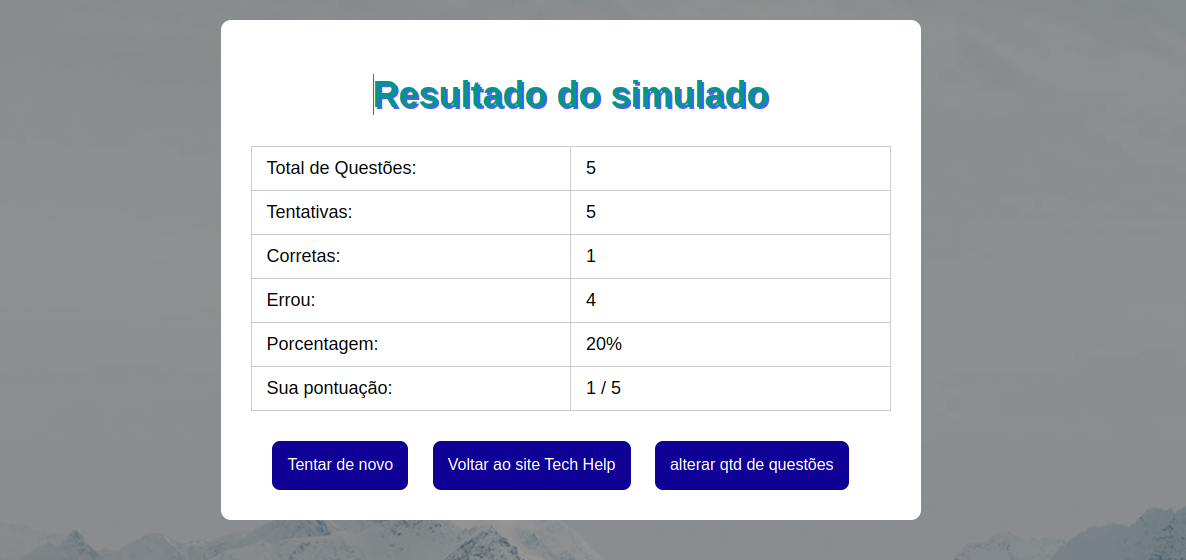 Resultado do simulado
Total de Questões: 5
Tentativas: 5
Corretas: 1
Errou: 4
Porcentagem: 20%
Sua pontuação: 1 / 5
Tentar de novo Voltar ao site Tech Help alterar qtd de questões